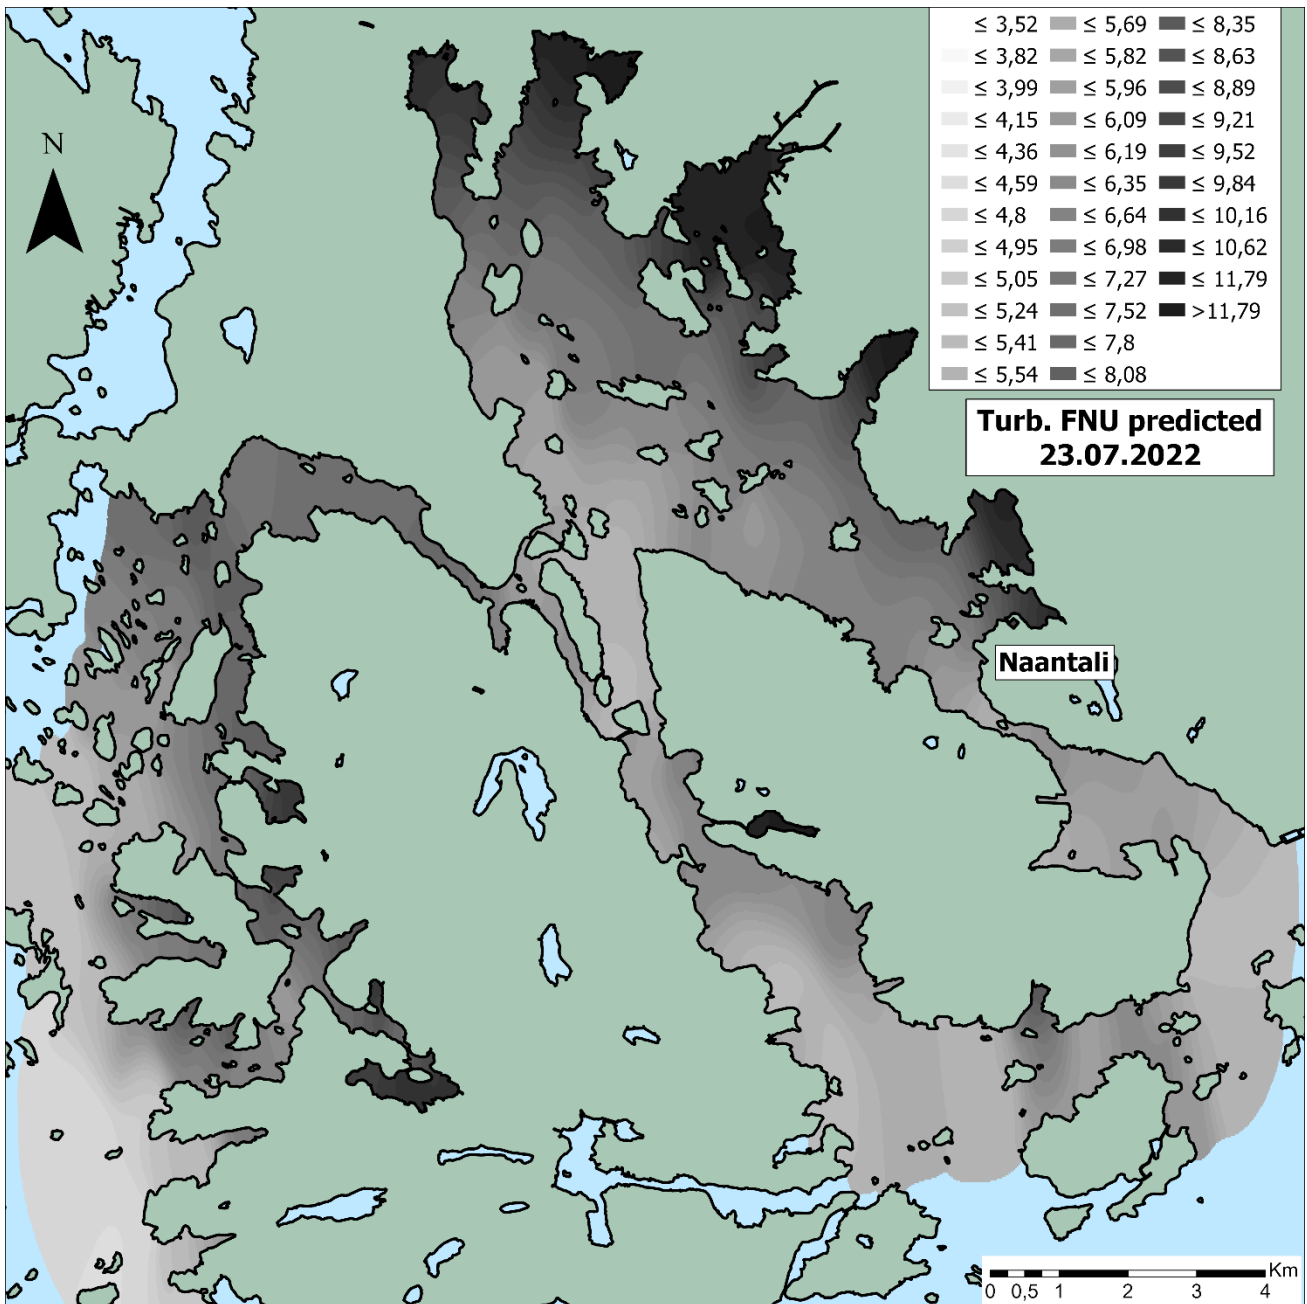 ≤ 3,52 ≤ 5,69 ≤ 8,35
≤ 3,82 ≤ 5,82 ≤ 8,63
≤ 3,99 ≤ 5,96 ≤ 8,89
≤ 4,15 ≤ 6,09 ≤ 9,21
≤ 4,36 ≤ 6,19 ≤ 9,52
≤ 4,59 ≤ 6,35 ≤ 9,84
≤ 4,8 ≤ 6,64 ≤ 10,16
≤ 4,95 ≤ 6,98 ≤ 10,62
≤ 5,05 ≤ 7,27 ≤ 11,79
≤ 5,24 ≤ 7,52 >11,79
≤ 5,41 ≤ 7,8
≤ 5,54 ≤ 8,08
N
Turb. FNU predicted
23.07.2022
Naantali
Km
0 0,5 1 2 3 4